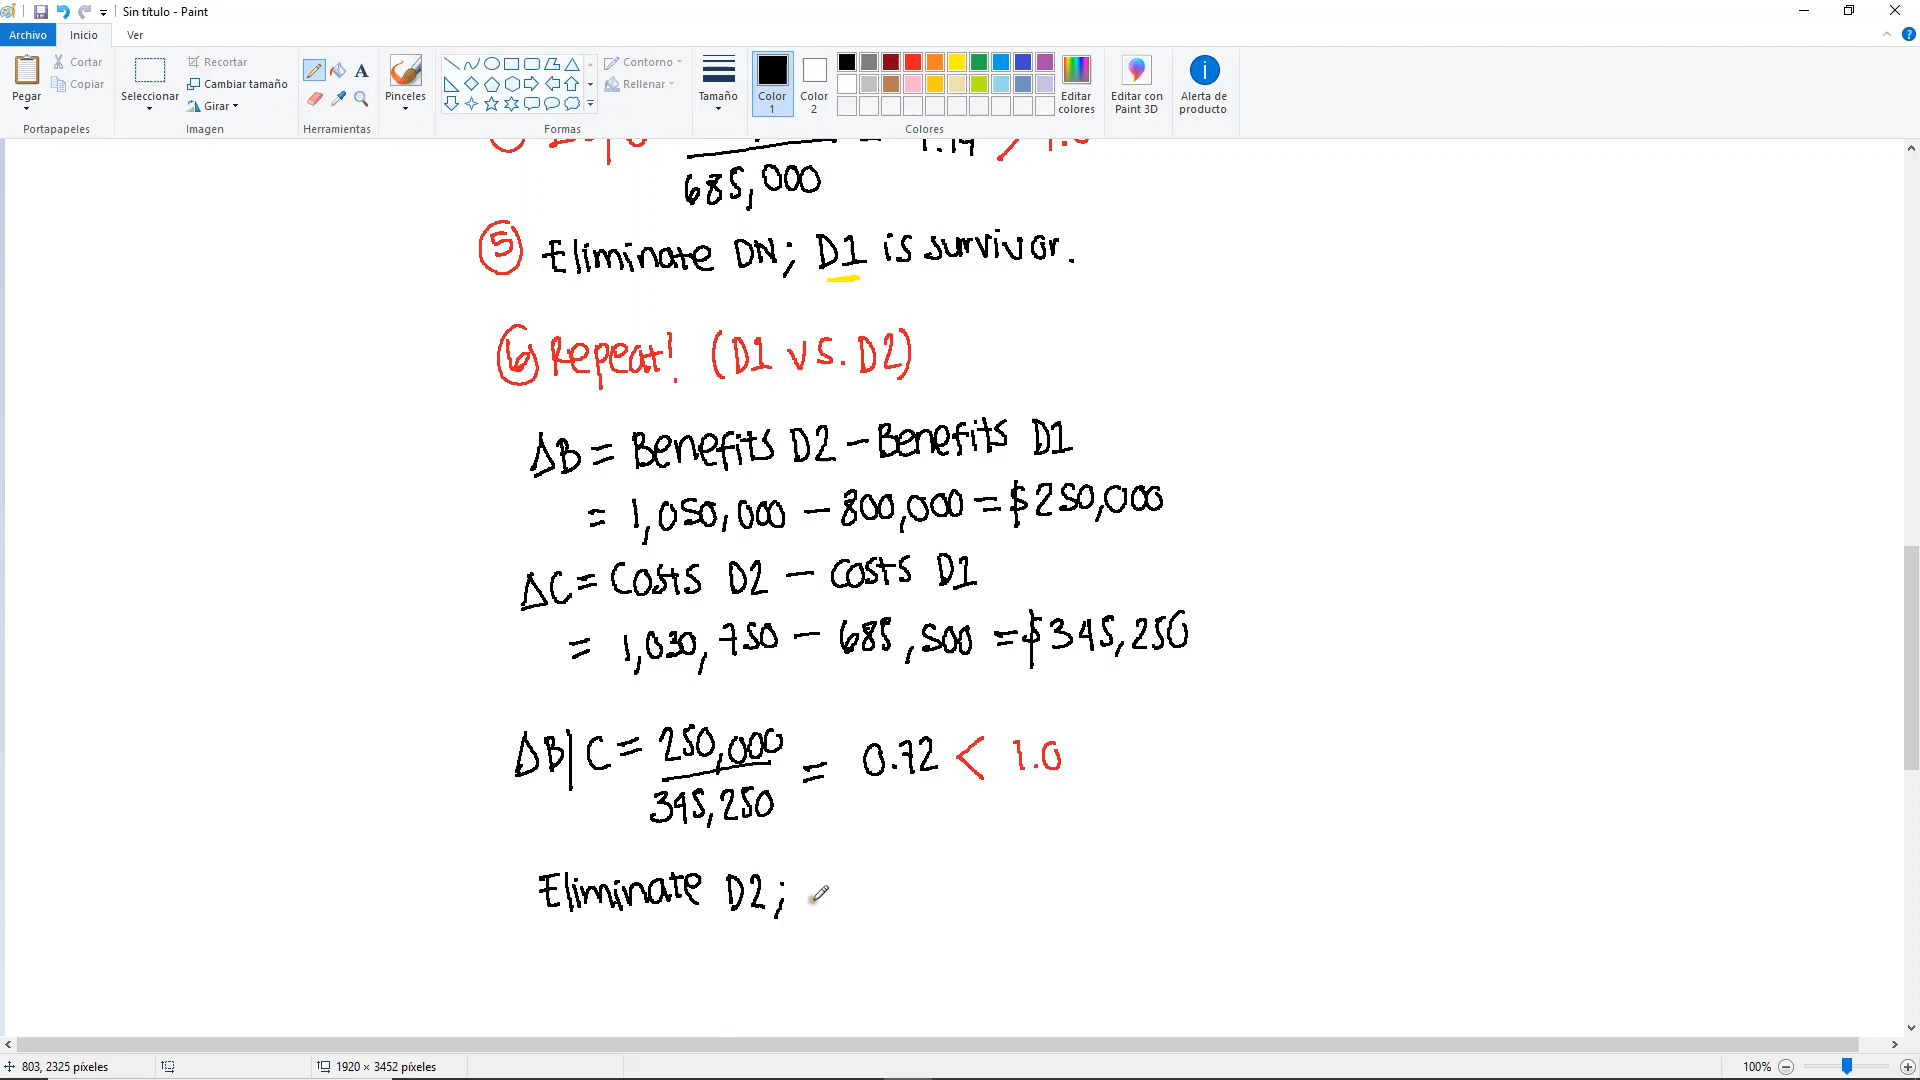 Sin título - Paint
Archivo Inicio Ver
Pegar
Cortar
Copiar
Portapapeles
Seleccionar
Recortar
Cambiar tamaño
Girar
Imagen
Herramientas
Pinceles
Contorno
Rellenar
Formas
Tamaño
Color 1
Color 2
Editar colores
Colores
Editar con Paint 3D
Alerta de producto
685,000
⑤ Eliminate DN; D1 is survivor.
⑥ Repeat! (D1 vs. D2)
ΔB = Benefits D2 - Benefits D1
= 1,050,000 - 800,000 = $250,000
ΔC = Costs D2 - Costs D1
= 1,030,750 - 685,500 = $345,250
ΔB|C = 250,000
345,250
= 0.72 < 1.0
Eliminate D2;
803, 2325 píxeles
1920 × 3452 píxeles
100%